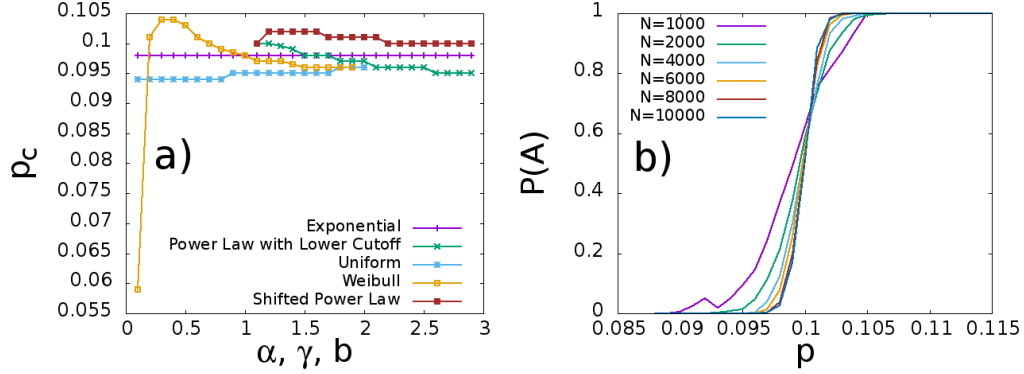 0.105
0.1
0.095
0.09
0.085
0.08
0.075
0.07
0.065
0.06
0.055
pc
a)
Exponential
Power Law with Lower Cutoff
Uniform
Weibull
Shifted Power Law
0 0.5 1 1.5 2 2.5 3
α, γ, b
1
0.8
0.6
0.4
0.2
0
P(A)
N=1000
N=2000
N=4000
N=6000
N=8000
N=10000
b)
0.085 0.09 0.095 0.1 0.105 0.11 0.115
p